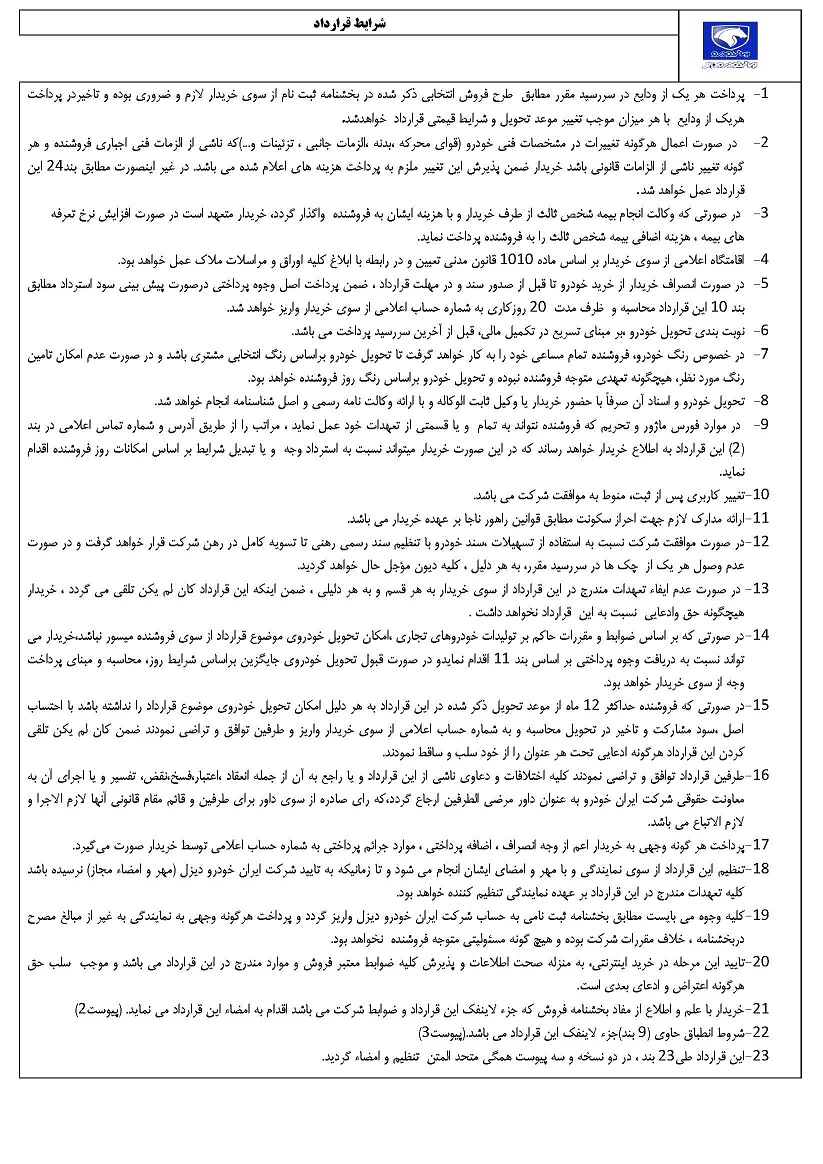 شرایط قرارداد
1- پرداخت هر یک از ودایع در سررسید مقرر مطابق طرح فروش انتخابی ذکر شده در بخشنامه ثبت نام از سوی خریدار لازم و ضروری بوده و تاخیردر پرداخت
هریک از ودایع با هر میزان موجب تغییر موعد تحویل و شرایط قیمتی قرارداد خواهدشد.
2- در صورت اعمال هرگونه تغییرات در مشخصات فنی خودرو (قوای محرکه ،بدنه ،الزمات جانبی ، تزئینات و...)که ناشی از الزمات فنی اجباری فروشنده و هر
گونه تغییر ناشی از الزامات قانونی باشد خریدار ضمن پذیرش این تغییر ملزم به پرداخت هزینه های اعلام شده می باشد. در غیر اینصورت مطابق بند24 این
قرارداد عمل خواهد شد.
3- در صورتی که وکالت انجام بیمه شخص ثالث از طرف خریدار و با هزینه ایشان به فروشنده واگذار گردد، خریدار متعهد است در صورت افزایش نرخ تعرفه
های بیمه ، هزینه اضافی بیمه شخص ثالث را به فروشنده پرداخت نماید.
4- اقامتگاه اعلامی از سوی خریدار بر اساس ماده 1010 قانون مدنی تعیین و در رابطه با ابلاغ کلیه اوراق و مراسلات ملاک عمل خواهد بود.
5- در صورت انصراف خریدار از خرید خودرو تا قبل از صدور سند و در مهلت قرارداد ، ضمن پرداخت اصل وجوه پرداختی درصورت پیش بینی سود استرداد مطابق
بند 10 این قرارداد محاسبه و ظرف مدت 20 روزکاری به شماره حساب اعلامی از سوی خریدار واریز خواهد شد.
6- نوبت بندی تحویل خودرو ،بر مبنای تسریع در تکمیل مالی، قبل از آخرین سررسید پرداخت می باشد.
7- در خصوص رنگ خودرو، فروشنده تمام مساعی خود را به کار خواهد گرفت تا تحویل خودرو براساس رنگ انتخابی مشتری باشد و در صورت عدم امکان تامین
رنگ مورد نظر، هیچگونه تعهدی متوجه فروشنده نبوده و تحویل خودرو براساس رنگ روز فروشنده خواهد بود.
8- تحویل خودرو و اسناد آن صرفاً با حضور خریدار یا وکیل ثابت الوکاله و با ارائه وکالت نامه رسمی و اصل شناسنامه انجام خواهد شد.
9- در موارد فورس ماژور و تحریم که فروشنده نتواند به تمام و یا قسمتی از تعهدات خود عمل نماید ، مراتب را از طریق آدرس و شماره تماس اعلامی در بند
(2) این قرارداد به اطلاع خریدار خواهد رساند که در این صورت خریدار میتواند نسبت به استرداد وجه و یا تبدیل شرایط بر اساس امکانات روز فروشنده اقدام
نماید.
10-تغییر کاربری پس از ثبت، منوط به موافقت شرکت می باشد.
11-ارائه مدارک لازم جهت احراز سکونت مطابق قوانین راهور ناجا بر عهده خریدار می باشد.
12-در صورت موافقت شرکت نسبت به استفاده از تسهیلات ،سند خودرو با تنظیم سند رسمی رهنی تا تسویه کامل در رهن شرکت قرار خواهد گرفت و در صورت
عدم وصول هر یک از چک ها در سررسید مقرر، به هر دلیل ، کلیه دیون مؤجل حال خواهد گردید.
13- در صورت عدم ایفاء تعهدات مندرج در این قرارداد از سوی خریدار به هر قسم و به هر دلیلی ، ضمن اینکه این قرارداد کان لم یکن تلقی می گردد ، خریدار
هیچگونه حق وادعایی نسبت به این قرارداد نخواهد داشت .
14-در صورتی که بر اساس ضوابط و مقررات حاکم بر تولیدات خودروهای تجاری ،امکان تحویل خودروی موضوع قرارداد از سوی فروشنده میسور نباشد،خریدار می
تواند نسبت به دریافت وجوه پرداختی بر اساس بند 11 اقدام نمایدو در صورت قبول تحویل خودروی جایگزین براساس شرایط روز، محاسبه و مبنای پرداخت
وجه از سوی خریدار خواهد بود.
15-در صورتی که فروشنده حداکثر 12 ماه از موعد تحویل ذکر شده در این قرارداد به هر دلیل امکان تحویل خودروی موضوع قرارداد را نداشته باشد با احتساب
اصل ،سود مشارکت و تاخیر در تحویل محاسبه و به شماره حساب اعلامی از سوی خریدار واریز و طرفین توافق و تراضی نمودند ضمن کان لم یکن تلقی
کردن این قرارداد هرگونه ادعایی تحت هر عنوان را از خود سلب و ساقط نمودند.
16-طرفین قرارداد توافق و تراضی نمودند کلیه اختلافات و دعاوی ناشی از این قرارداد و یا راجع به آن از جمله انعقاد ،اعتبار،فسخ،نقض، تفسیر و یا اجرای آن به
معاونت حقوقی شرکت ایران خودرو به عنوان داور مرضی الطرفین ارجاع گردد،که رای صادره از سوی داور برای طرفین و قائم مقام قانونی آنها لازم الاجرا و
لازم الاتباع می باشد.
17-پرداخت هر گونه وجهی به خریدار اعم از وجه انصراف ، اضافه پرداختی ، موارد جرائم پرداختی به شماره حساب اعلامی توسط خریدار صورت می‌گیرد.
18-تنظیم این قرارداد از سوی نمایندگی و با مهر و امضای ایشان انجام می شود و تا زمانیکه به تایید شرکت ایران خودرو دیزل (مهر و امضاء مجاز) نرسیده باشد
کلیه تعهدات مندرج در این قرارداد بر عهده نمایندگی تنظیم کننده خواهد بود.
19-کلیه وجوه می بایست مطابق بخشنامه ثبت نامی به حساب شرکت ایران خودرو دیزل واریز گردد و پرداخت هرگونه وجهی به نمایندگی به غیر از مبالغ مصرح
دربخشنامه ، خلاف مقررات شرکت بوده و هیچ گونه مسئولیتی متوجه فروشنده نخواهد بود.
20-تایید این مرحله در خرید اینترنتی، به منزله صحت اطلاعات و پذیرش کلیه ضوابط معتبر فروش و موارد مندرج در این قرارداد می باشد و موجب سلب حق
هرگونه اعتراض و ادعای بعدی است.
21-خریدار با علم و اطلاع از مفاد بخشنامه فروش که جزء لاینفک این قرارداد و ضوابط شرکت می باشد اقدام به امضاء این قرارداد می نماید. (پیوست2)
22-شروط انطباق حاوی (9 بند)جزء لاینفک این قرارداد می باشد.(پیوست3)
23-این قرارداد طی23 بند ، در دو نسخه و سه پیوست همگی متحد المتن تنظیم و امضاء گردید.